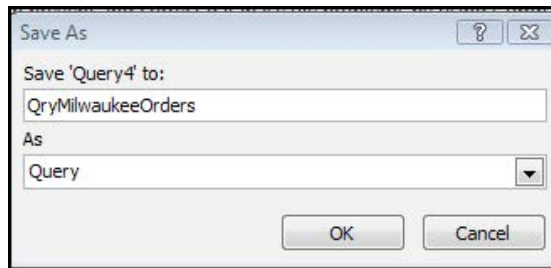 Save As
Save 'Query4' to:
QryMilwaukeeOrders
As
Query
OK Cancel